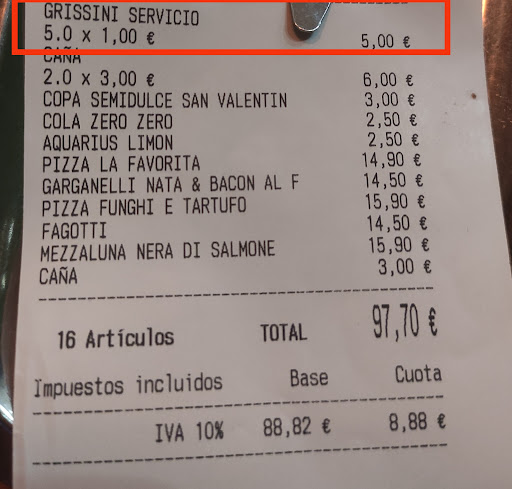 GRISSINI SERVICIO
5.0 x 1,00 € 5,00 €
CAÑA
2.0 x 3,00 € 6,00 €
COPA SEMIDULCE SAN VALENTIN 3,00 €
COLA ZERO ZERO 2,50 €
AQUARIUS LIMON 2,50 €
PIZZA LA FAVORITA 14,90 €
GARGANELLI NATA & BACON AL F 14,50 €
PIZZA FUNGHI E TARTUFO 15,90 €
FAGOTTI 14,50 €
MEZZALUNA NERA DI SALMONE 15,90 €
CAÑA 3,00 €
16 Artículos TOTAL 97,70 €
Impuestos incluidos Base Cuota
IVA 10% 88,82 € 8,88 €